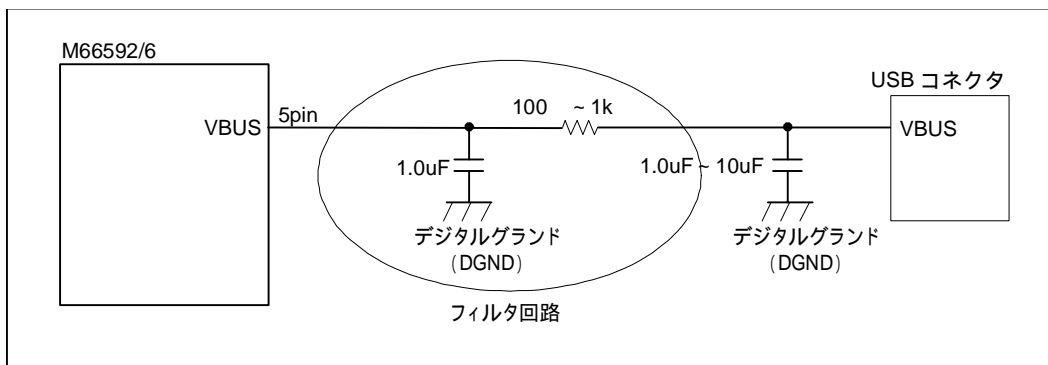 M66592/6
VBUS
5pin
100 ~ 1k
1.0uF
デジタルグランド
(DGND)
フィルタ回路
1.0uF ~ 10uF
デジタルグランド
(DGND)
USB コネクタ
VBUS